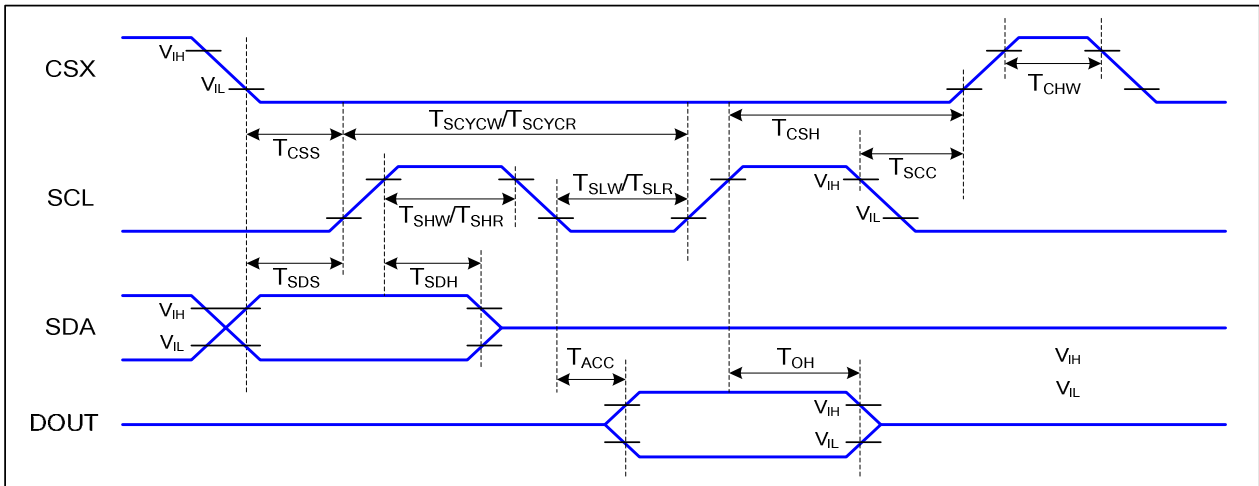 CSX
VIH
VIL
TCHW
TSCYCW/TSCYCR
TCSS
TCSH
TSCC
SCL
TSLW/TSLR
VIH
VIL
TSHW/TSHR
TSDS
TSDH
SDA
VIH
VIL
TACC
TOH
VIH
VIL
DOUT
VIH
VIL